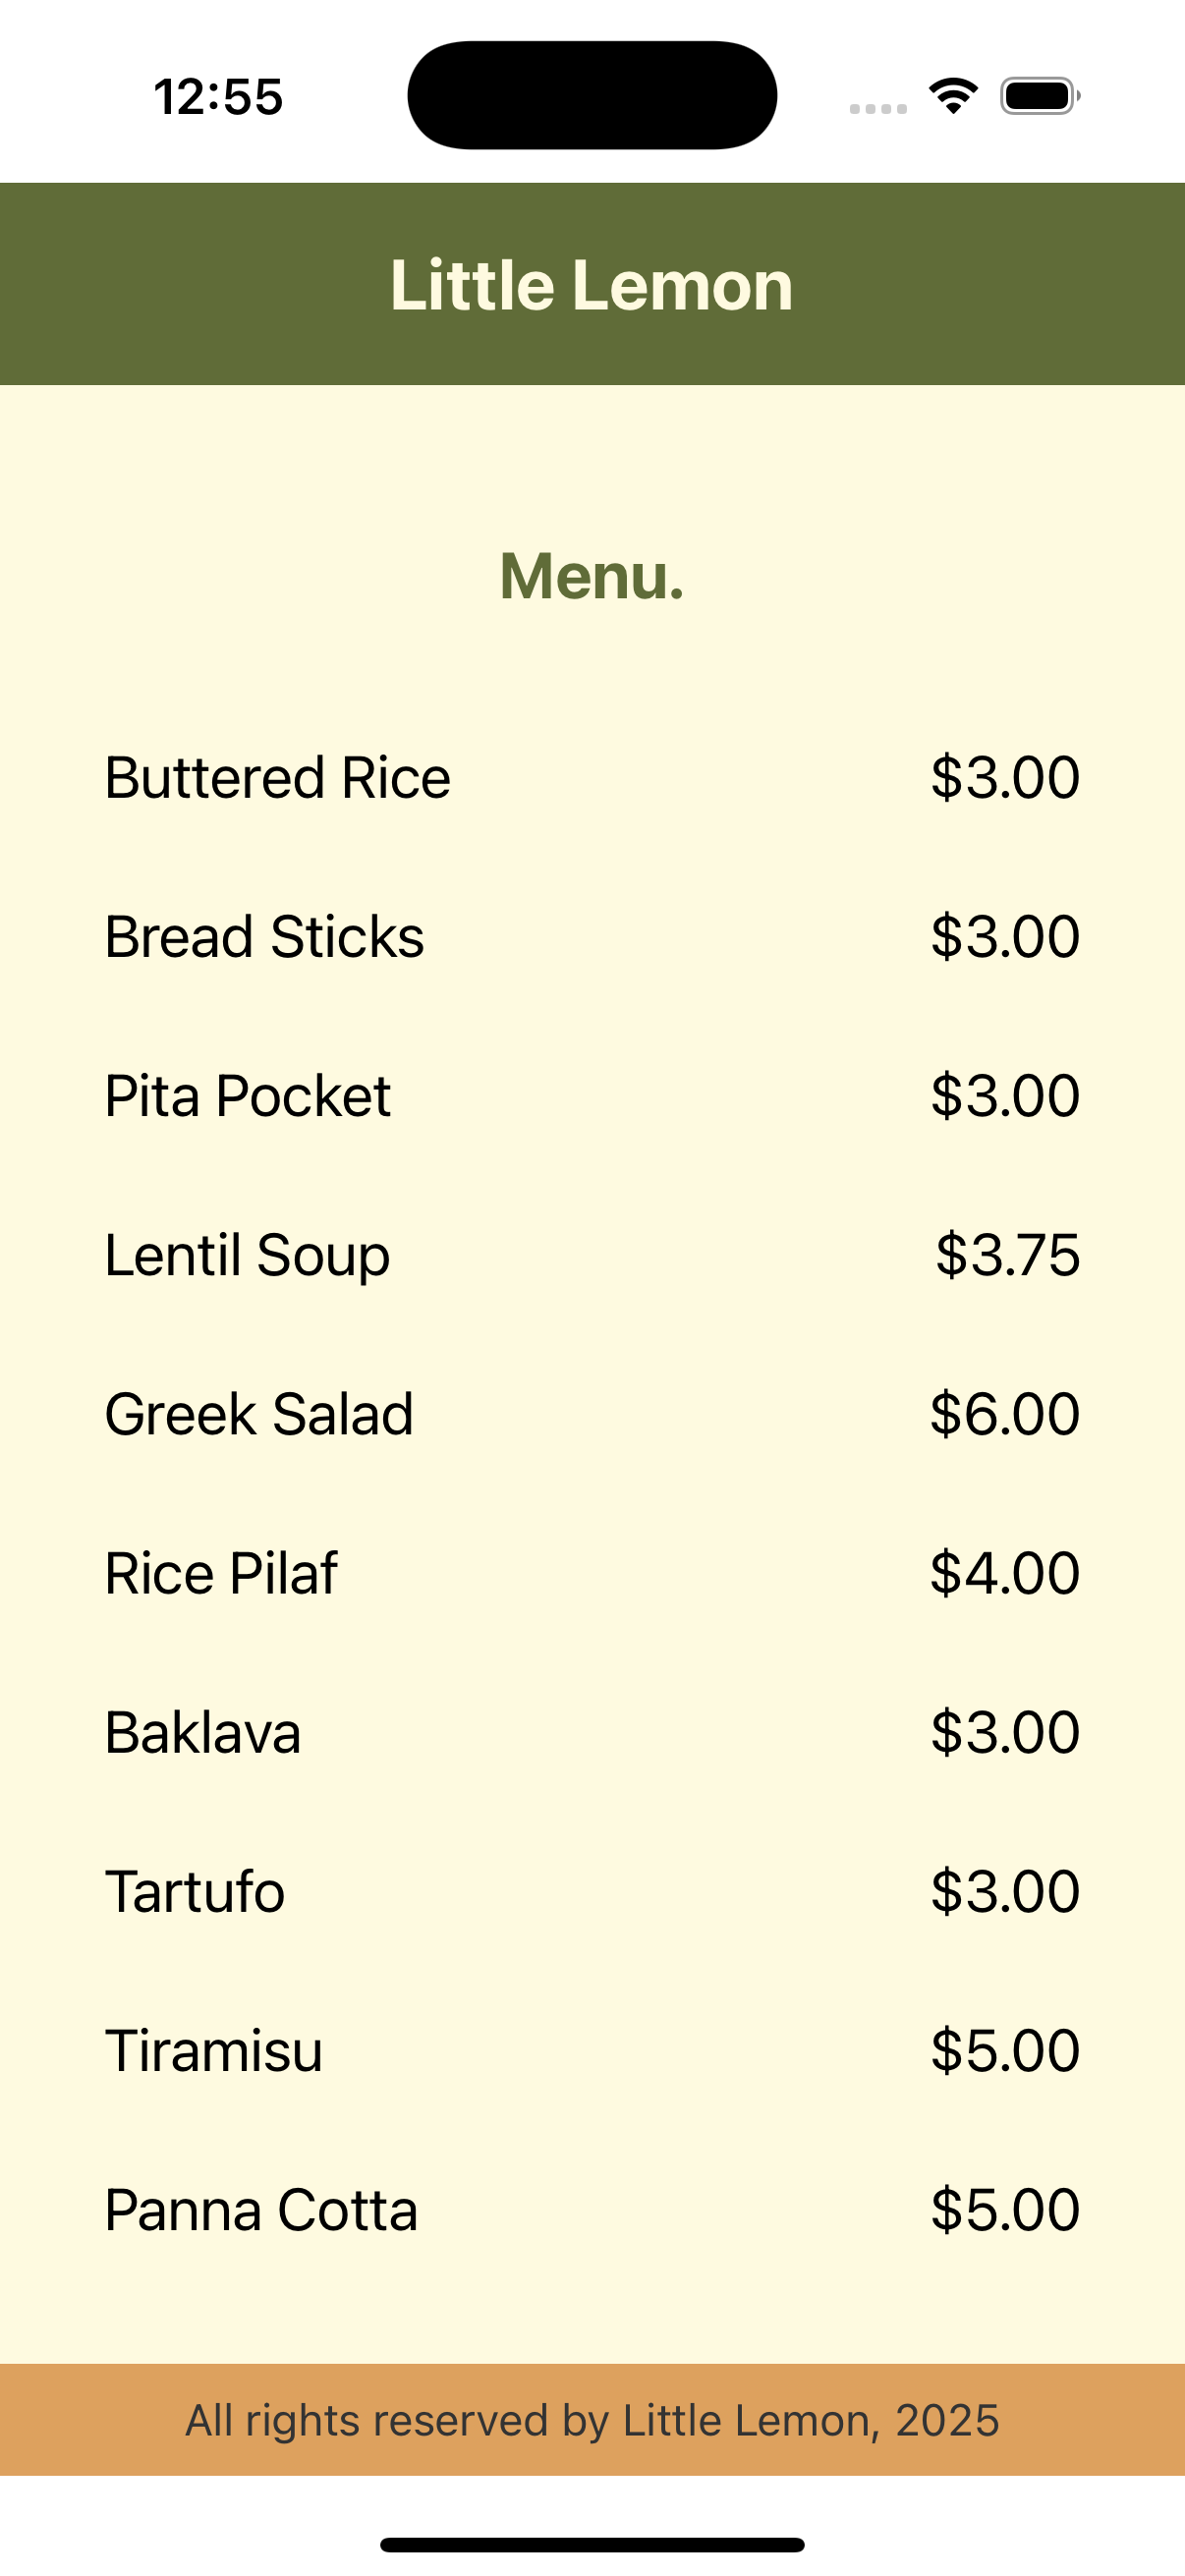 12:55
Little Lemon
Menu.
Buttered Rice $3.00
Bread Sticks $3.00
Pita Pocket $3.00
Lentil Soup $3.75
Greek Salad $6.00
Rice Pilaf $4.00
Baklava $3.00
Tartufo $3.00
Tiramisu $5.00
Panna Cotta $5.00
All rights reserved by Little Lemon, 2025